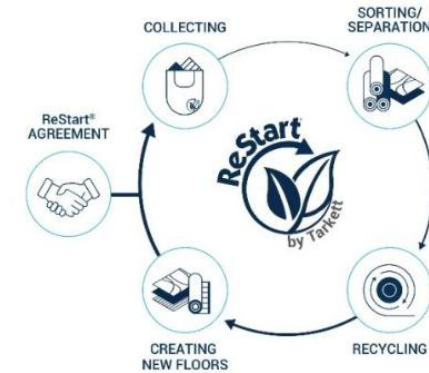 COLLECTING
SORTING/
SEPARATION
ReStart®
AGREEMENT
ReStart
by Tarkett
CREATING
NEW FLOORS
RECYCLING